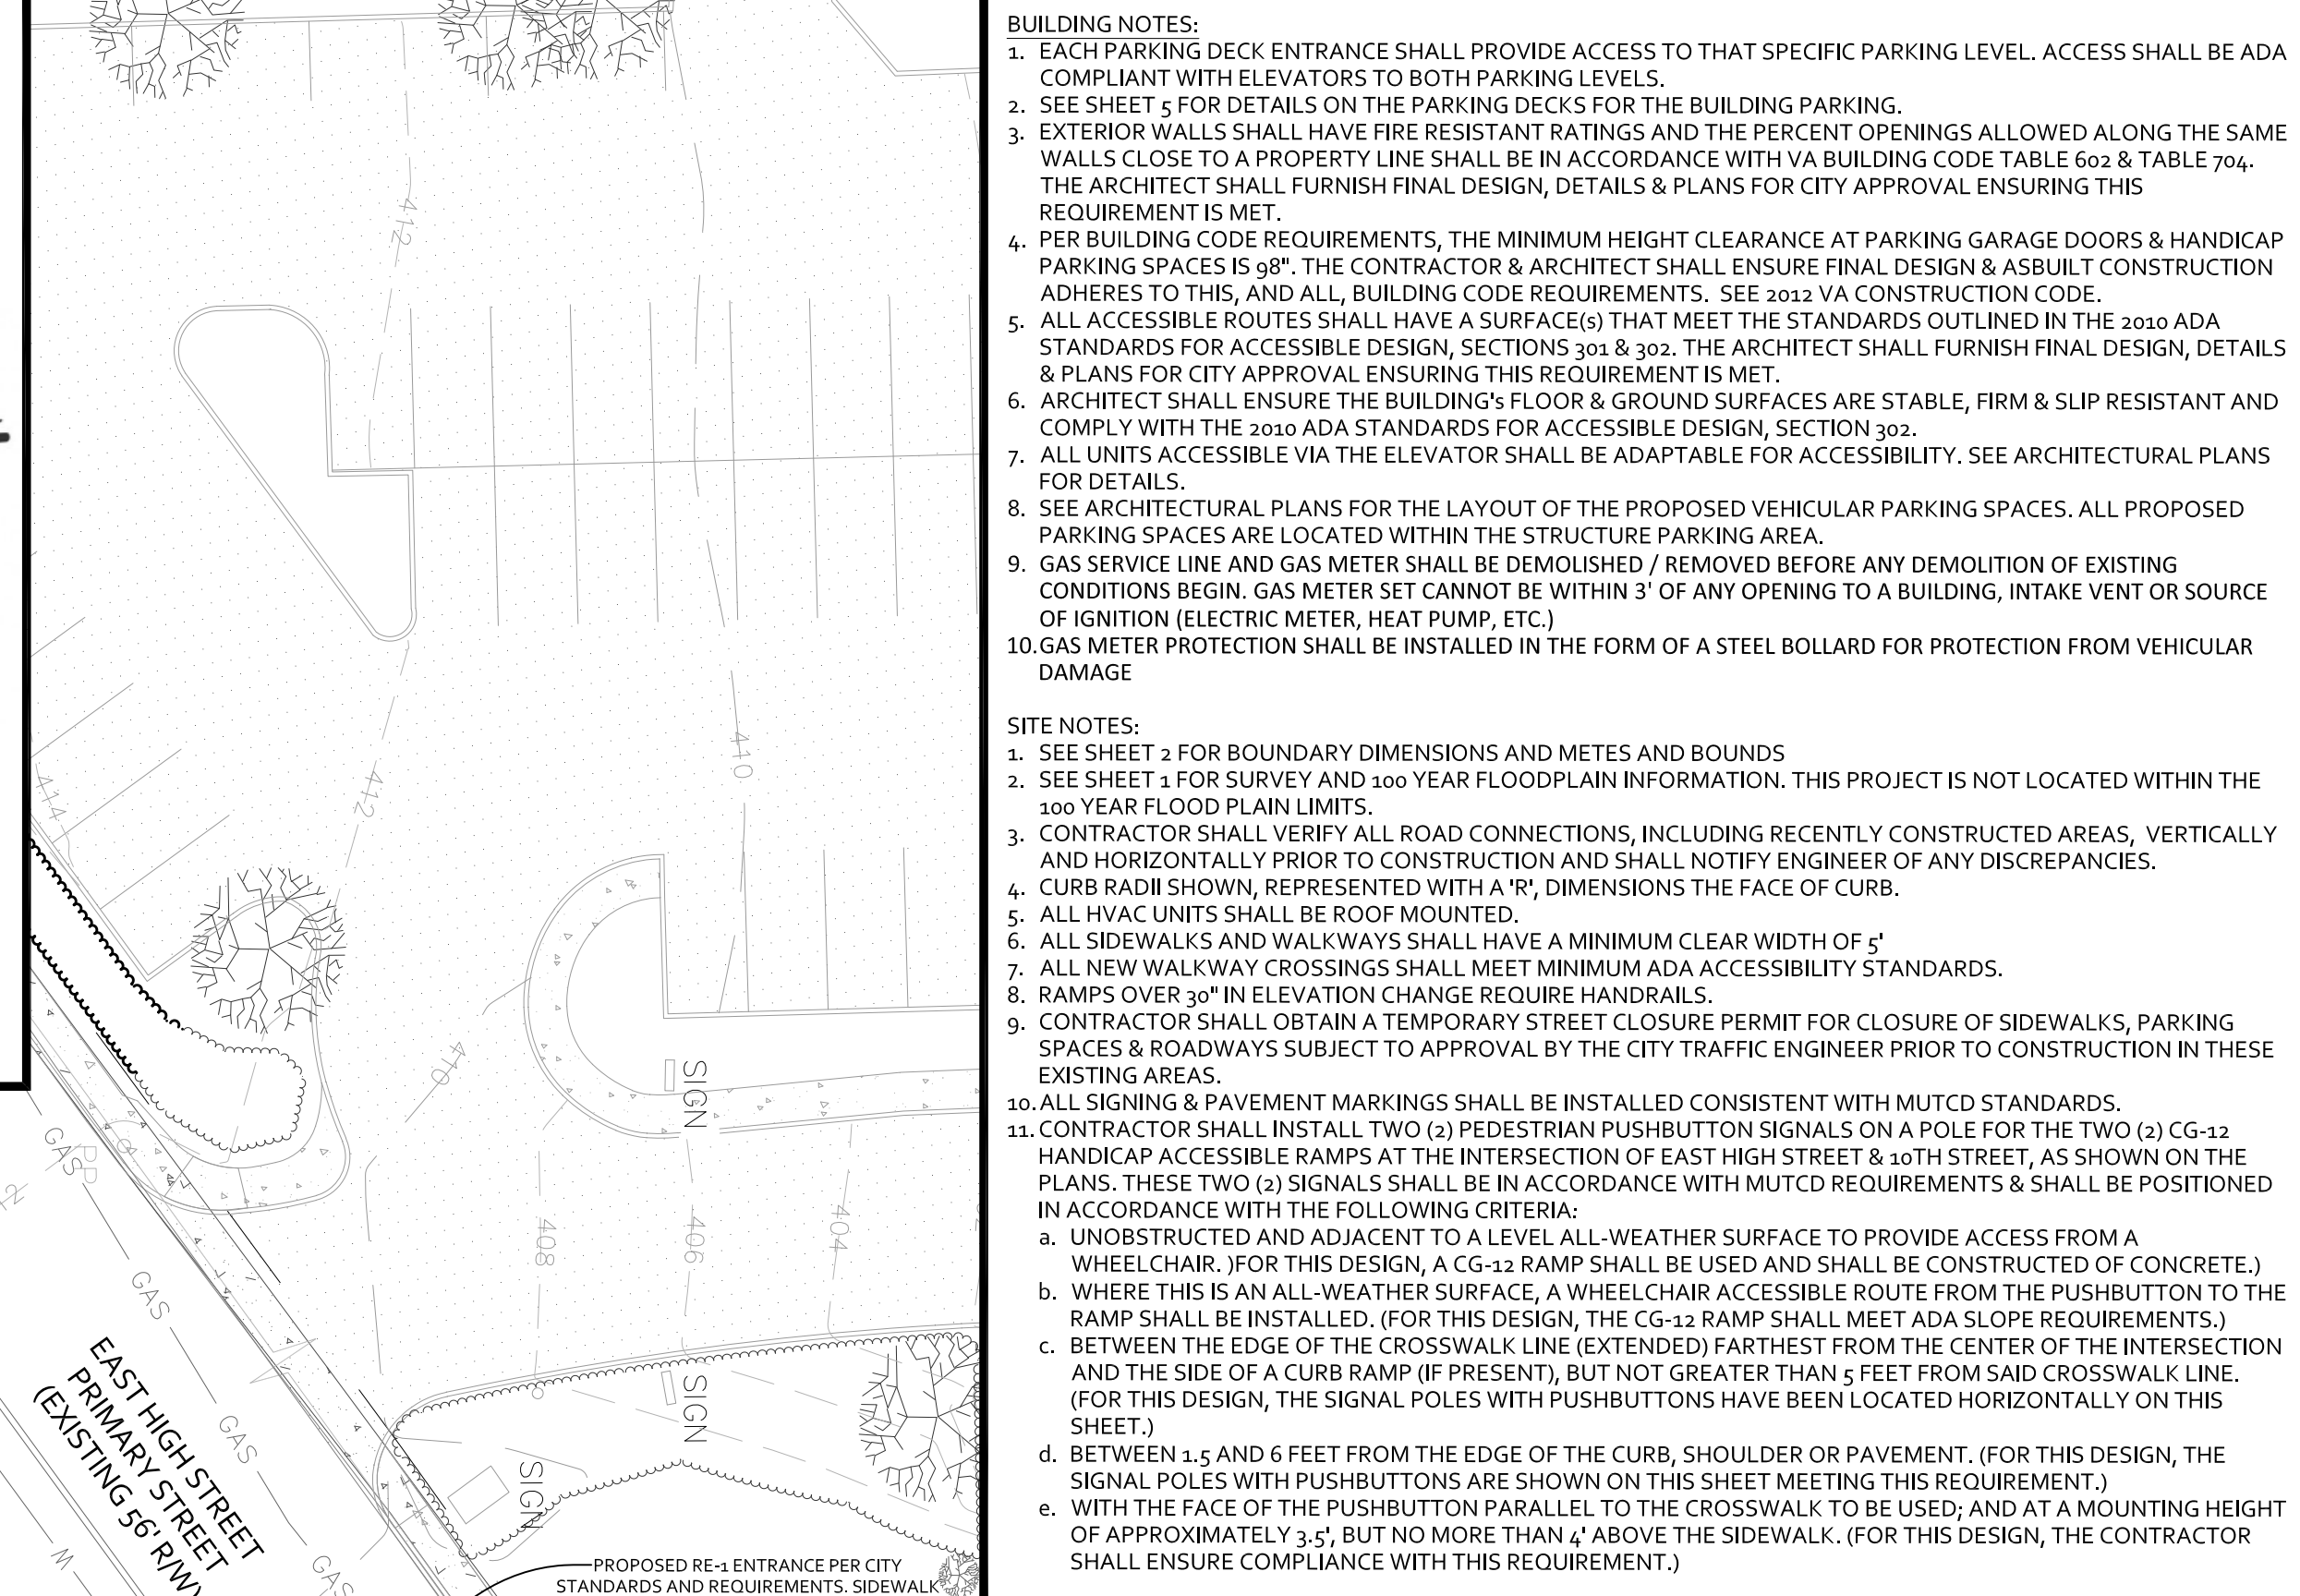 BUILDING NOTES:
1. EACH PARKING DECK ENTRANCE SHALL PROVIDE ACCESS TO THAT SPECIFIC PARKING LEVEL. ACCESS SHALL BE ADA
COMPLIANT WITH ELEVATORS TO BOTH PARKING LEVELS.
2. SEE SHEET 5 FOR DETAILS ON THE PARKING DECKS FOR THE BUILDING PARKING.
3. EXTERIOR WALLS SHALL HAVE FIRE RESISTANT RATINGS AND THE PERCENT OPENINGS ALLOWED ALONG THE SAME
WALLS CLOSE TO A PROPERTY LINE SHALL BE IN ACCORDANCE WITH VA BUILDING CODE TABLE 602 & TABLE 704.
THE ARCHITECT SHALL FURNISH FINAL DESIGN, DETAILS & PLANS FOR CITY APPROVAL ENSURING THIS
REQUIREMENT IS MET.
4. PER BUILDING CODE REQUIREMENTS, THE MINIMUM HEIGHT CLEARANCE AT PARKING GARAGE DOORS & HANDICAP
PARKING SPACES IS 98". THE CONTRACTOR & ARCHITECT SHALL ENSURE FINAL DESIGN & ASBUILT CONSTRUCTION
ADHERES TO THIS, AND ALL, BUILDING CODE REQUIREMENTS. SEE 2012 VA CONSTRUCTION CODE.
5. ALL ACCESSIBLE ROUTES SHALL HAVE A SURFACE(s) THAT MEET THE STANDARDS OUTLINED IN THE 2010 ADA
STANDARDS FOR ACCESSIBLE DESIGN, SECTIONS 301 & 302. THE ARCHITECT SHALL FURNISH FINAL DESIGN, DETAILS
& PLANS FOR CITY APPROVAL ENSURING THIS REQUIREMENT IS MET.
6. ARCHITECT SHALL ENSURE THE BUILDING's FLOOR & GROUND SURFACES ARE STABLE, FIRM & SLIP RESISTANT AND
COMPLY WITH THE 2010 ADA STANDARDS FOR ACCESSIBLE DESIGN, SECTION 302.
7. ALL UNITS ACCESSIBLE VIA THE ELEVATOR SHALL BE ADAPTABLE FOR ACCESSIBILITY. SEE ARCHITECTURAL PLANS
FOR DETAILS.
8. SEE ARCHITECTURAL PLANS FOR THE LAYOUT OF THE PROPOSED VEHICULAR PARKING SPACES. ALL PROPOSED
PARKING SPACES ARE LOCATED WITHIN THE STRUCTURE PARKING AREA.
9. GAS SERVICE LINE AND GAS METER SHALL BE DEMOLISHED / REMOVED BEFORE ANY DEMOLITION OF EXISTING
CONDITIONS BEGIN. GAS METER SET CANNOT BE WITHIN 3' OF ANY OPENING TO A BUILDING, INTAKE VENT OR SOURCE
OF IGNITION (ELECTRIC METER, HEAT PUMP, ETC.)
10. GAS METER PROTECTION SHALL BE INSTALLED IN THE FORM OF A STEEL BOLLARD FOR PROTECTION FROM VEHICULAR
DAMAGE
SITE NOTES:
1. SEE SHEET 2 FOR BOUNDARY DIMENSIONS AND METES AND BOUNDS
2. SEE SHEET 1 FOR SURVEY AND 100 YEAR FLOODPLAIN INFORMATION. THIS PROJECT IS NOT LOCATED WITHIN THE
100 YEAR FLOOD PLAIN LIMITS.
3. CONTRACTOR SHALL VERIFY ALL ROAD CONNECTIONS, INCLUDING RECENTLY CONSTRUCTED AREAS, VERTICALLY
AND HORIZONTALLY PRIOR TO CONSTRUCTION AND SHALL NOTIFY ENGINEER OF ANY DISCREPANCIES.
4. CURB RADII SHOWN, REPRESENTED WITH A 'R', DIMENSIONS THE FACE OF CURB.
5. ALL HVAC UNITS SHALL BE ROOF MOUNTED.
6. ALL SIDEWALKS AND WALKWAYS SHALL HAVE A MINIMUM CLEAR WIDTH OF 5'
7. ALL NEW WALKWAY CROSSINGS SHALL MEET MINIMUM ADA ACCESSIBILITY STANDARDS.
8. RAMPS OVER 30" IN ELEVATION CHANGE REQUIRE HANDRAILS.
9. CONTRACTOR SHALL OBTAIN A TEMPORARY STREET CLOSURE PERMIT FOR CLOSURE OF SIDEWALKS, PARKING
SPACES & ROADWAYS SUBJECT TO APPROVAL BY THE CITY TRAFFIC ENGINEER PRIOR TO CONSTRUCTION IN THESE
EXISTING AREAS.
10. ALL SIGNING & PAVEMENT MARKINGS SHALL BE INSTALLED CONSISTENT WITH MUTCD STANDARDS.
11. CONTRACTOR SHALL INSTALL TWO (2) PEDESTRIAN PUSHBUTTON SIGNALS ON A POLE FOR THE TWO (2) CG-12
HANDICAP ACCESSIBLE RAMPS AT THE INTERSECTION OF EAST HIGH STREET & 10TH STREET, AS SHOWN ON THE
PLANS. THESE TWO (2) SIGNALS SHALL BE IN ACCORDANCE WITH MUTCD REQUIREMENTS & SHALL BE POSITIONED
IN ACCORDANCE WITH THE FOLLOWING CRITERIA:
a. UNOBSTRUCTED AND ADJACENT TO A LEVEL ALL-WEATHER SURFACE TO PROVIDE ACCESS FROM A
WHEELCHAIR. )FOR THIS DESIGN, A CG-12 RAMP SHALL BE USED AND SHALL BE CONSTRUCTED OF CONCRETE.)
b. WHERE THIS IS AN ALL-WEATHER SURFACE, A WHEELCHAIR ACCESSIBLE ROUTE FROM THE PUSHBUTTON TO THE
RAMP SHALL BE INSTALLED. (FOR THIS DESIGN, THE CG-12 RAMP SHALL MEET ADA SLOPE REQUIREMENTS.)
c. BETWEEN THE EDGE OF THE CROSSWALK LINE (EXTENDED) FARTHEST FROM THE CENTER OF THE INTERSECTION
AND THE SIDE OF A CURB RAMP (IF PRESENT), BUT NOT GREATER THAN 5 FEET FROM SAID CROSSWALK LINE.
(FOR THIS DESIGN, THE SIGNAL POLES WITH PUSHBUTTONS HAVE BEEN LOCATED HORIZONTALLY ON THIS
SHEET.)
d. BETWEEN 1.5 AND 6 FEET FROM THE EDGE OF THE CURB, SHOULDER OR PAVEMENT. (FOR THIS DESIGN, THE
SIGNAL POLES WITH PUSHBUTTONS ARE SHOWN ON THIS SHEET MEETING THIS REQUIREMENT.)
e. WITH THE FACE OF THE PUSHBUTTON PARALLEL TO THE CROSSWALK TO BE USED; AND AT A MOUNTING HEIGHT
OF APPROXIMATELY 3.5', BUT NO MORE THAN 4' ABOVE THE SIDEWALK. (FOR THIS DESIGN, THE CONTRACTOR
SHALL ENSURE COMPLIANCE WITH THIS REQUIREMENT.)
412
410
414
412
410
SIGN
GAS
PP
408
406
404
GAS
SIGN
GAS
SIGN
GAS
W
EAST HIGH STREET
PRIMARY STREET
(EXISTING 56' R/W)
PROPOSED RE-1 ENTRANCE PER CITY
STANDARDS AND REQUIREMENTS. SIDEWALK